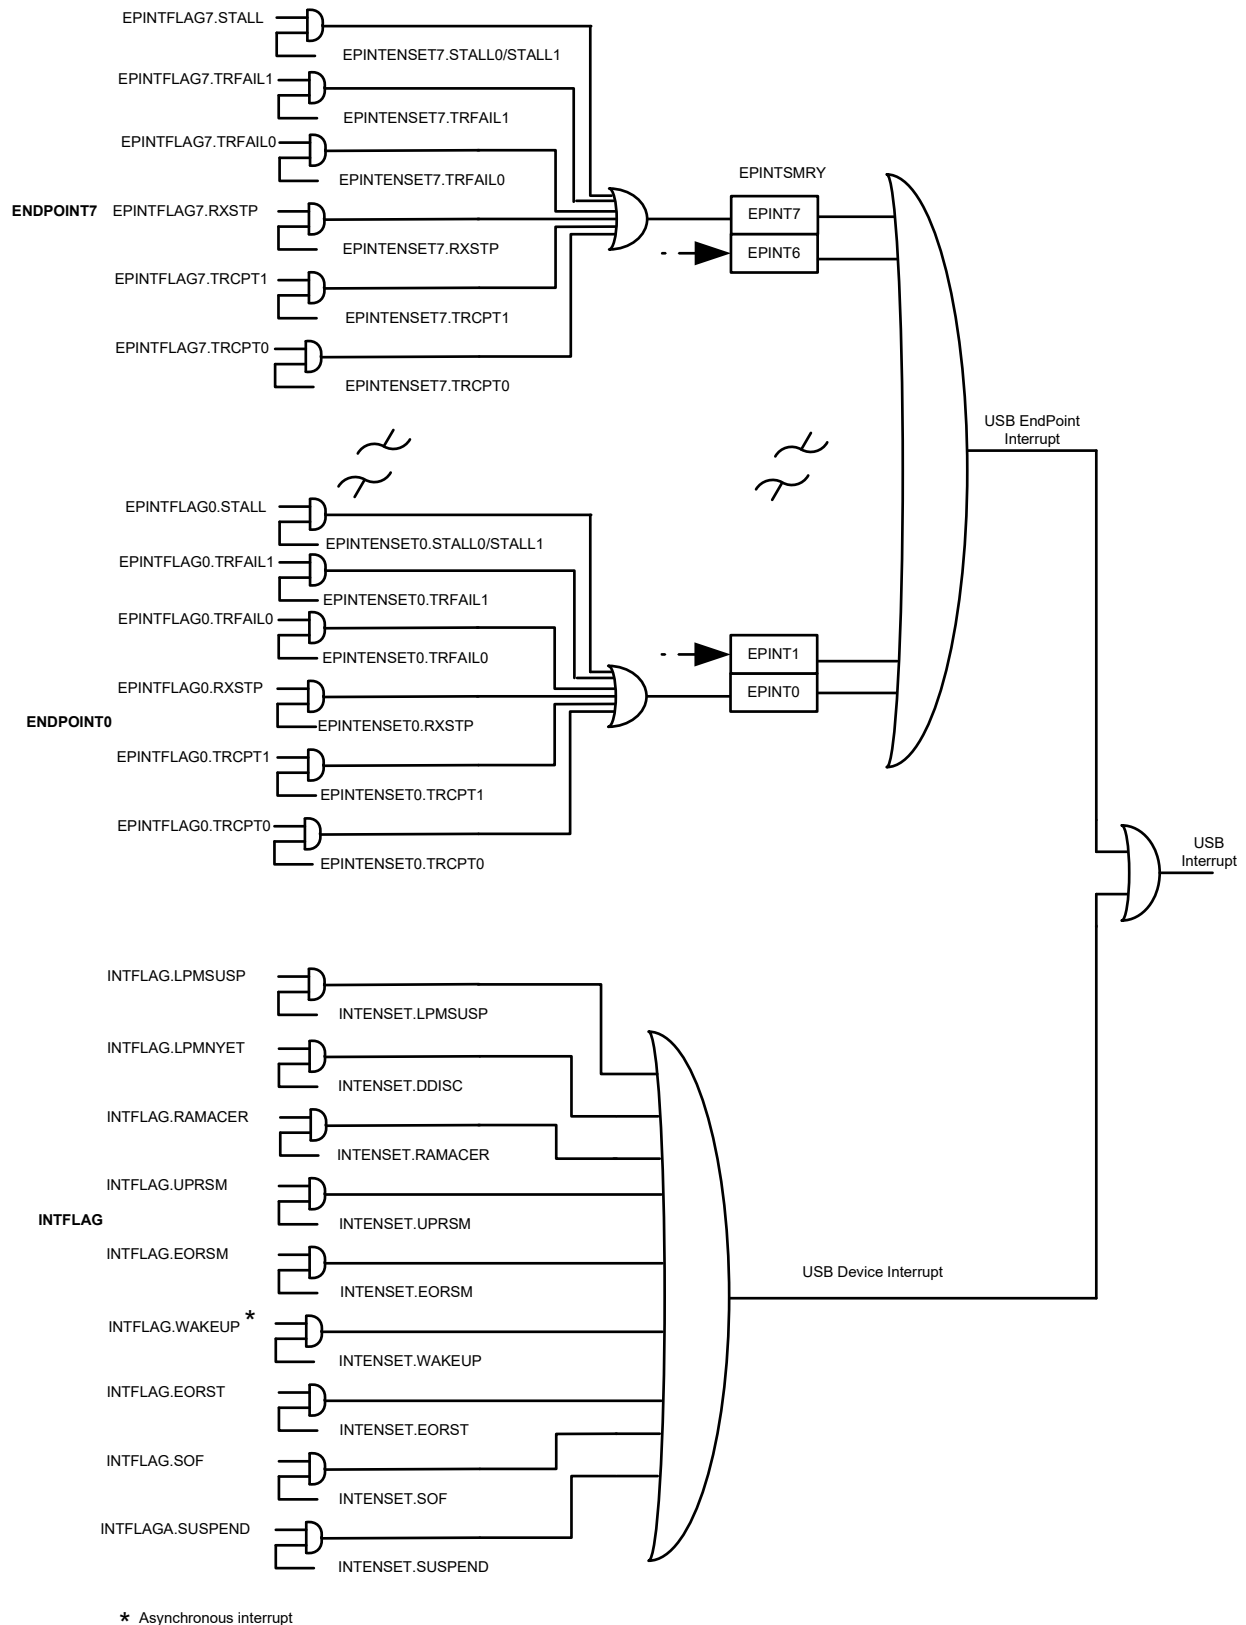 EPINTFLAG7.STALL
EPINTENSET7.STALL0/STALL1
EPINTFLAG7.TRFAIL1
EPINTENSET7.TRFAIL1
EPINTFLAG7.TRFAIL0
EPINTENSET7.TRFAIL0
EPINTSMRY
ENDPOINT7
EPINTFLAG7.RXSTP
EPINTENSET7.RXSTP
EPINT7
EPINT6
EPINTFLAG7.TRCPT1
EPINTENSET7.TRCPT1
EPINTFLAG7.TRCPT0
EPINTENSET7.TRCPT0
USB EndPoint
Interrupt
EPINTFLAG0.STALL
EPINTENSET0.STALL0/STALL1
EPINTFLAG0.TRFAIL1
EPINTENSET0.TRFAIL1
EPINTFLAG0.TRFAIL0
EPINTENSET0.TRFAIL0
EPINT1
EPINT0
EPINTFLAG0.RXSTP
ENDPOINT0
EPINTENSET0.RXSTP
EPINTFLAG0.TRCPT1
EPINTENSET0.TRCPT1
EPINTFLAG0.TRCPT0
EPINTENSET0.TRCPT0
USB
Interrupt
INTFLAG.LPMSUSP
INTENSET.LPMSUSP
INTFLAG.LPMNYET
INTENSET.DDISC
INTFLAG.RAMACER
INTENSET.RAMACER
INTFLAG.UPRSM
INTFLAG
INTENSET.UPRSM
INTFLAG.EORSM
INTENSET.EORSM
USB Device Interrupt
INTFLAG.WAKEUP *
INTENSET.WAKEUP
INTFLAG.EORST
INTENSET.EORST
INTFLAG.SOF
INTENSET.SOF
INTFLAGA.SUSPEND
INTENSET.SUSPEND
* Asynchronous interrupt